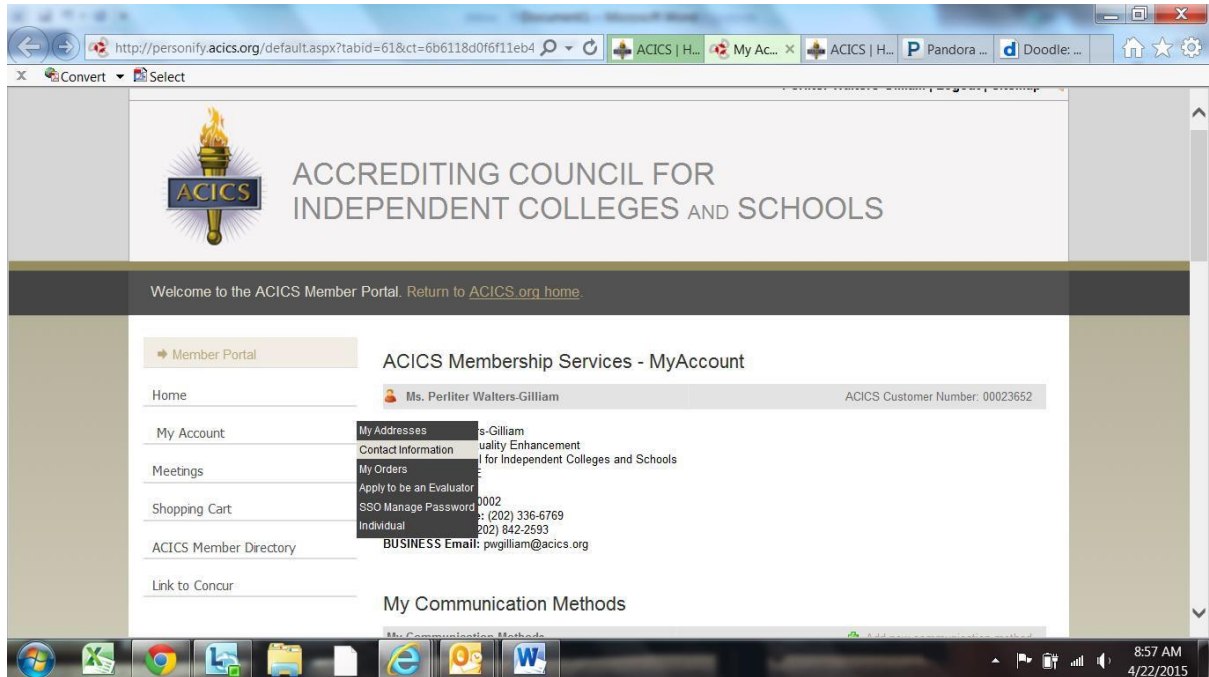 http://personify.acics.org/default.aspx?tabid=61&ct=6b6118d0f6f11eb4
ACICS | H...
My Ac...
ACICS | H...
Pandora ...
Doodle: ...
x Convert Select
ACICS
ACCREDITING COUNCIL FOR
INDEPENDENT COLLEGES AND SCHOOLS
Welcome to the ACICS Member Portal. Return to ACICS.org home.
Member Portal
Home
My Account
Meetings
Shopping Cart
ACICS Member Directory
Link to Concur
My Addresses
Contact Information
My Orders
Apply to be an Evaluator
SSO Manage Password
Individual
ACICS Membership Services - MyAccount
Ms. Perliter Walters-Gilliam ACICS Customer Number: 00023652
s-Gilliam
uality Enhancement
l for Independent Colleges and Schools
0002
: (202) 336-6769
202) 842-2593
BUSINESS Email: pwgilliam@acics.org
My Communication Methods
8:57 AM
4/22/2015